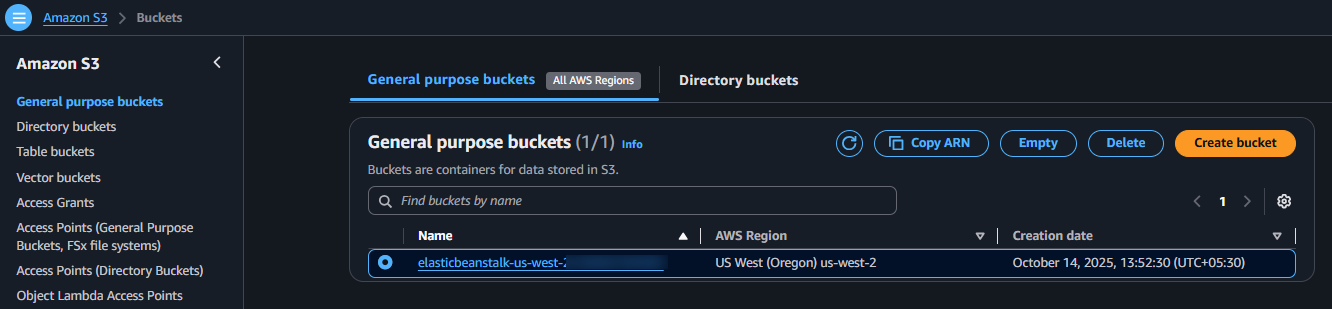 Amazon S3 > Buckets
Amazon S3
General purpose buckets
Directory buckets
Table buckets
Vector buckets
Access Grants
Access Points (General Purpose
Buckets, FSx file systems)
Access Points (Directory Buckets)
Object Lambda Access Points
General purpose buckets All AWS Regions Directory buckets
General purpose buckets (1/1) Info
Copy ARN Empty Delete Create bucket
Buckets are containers for data stored in S3.
Find buckets by name
1
Name AWS Region Creation date
elasticbeanstalk-us-west- US West (Oregon) us-west-2 October 14, 2025, 13:52:30 (UTC+05:30)